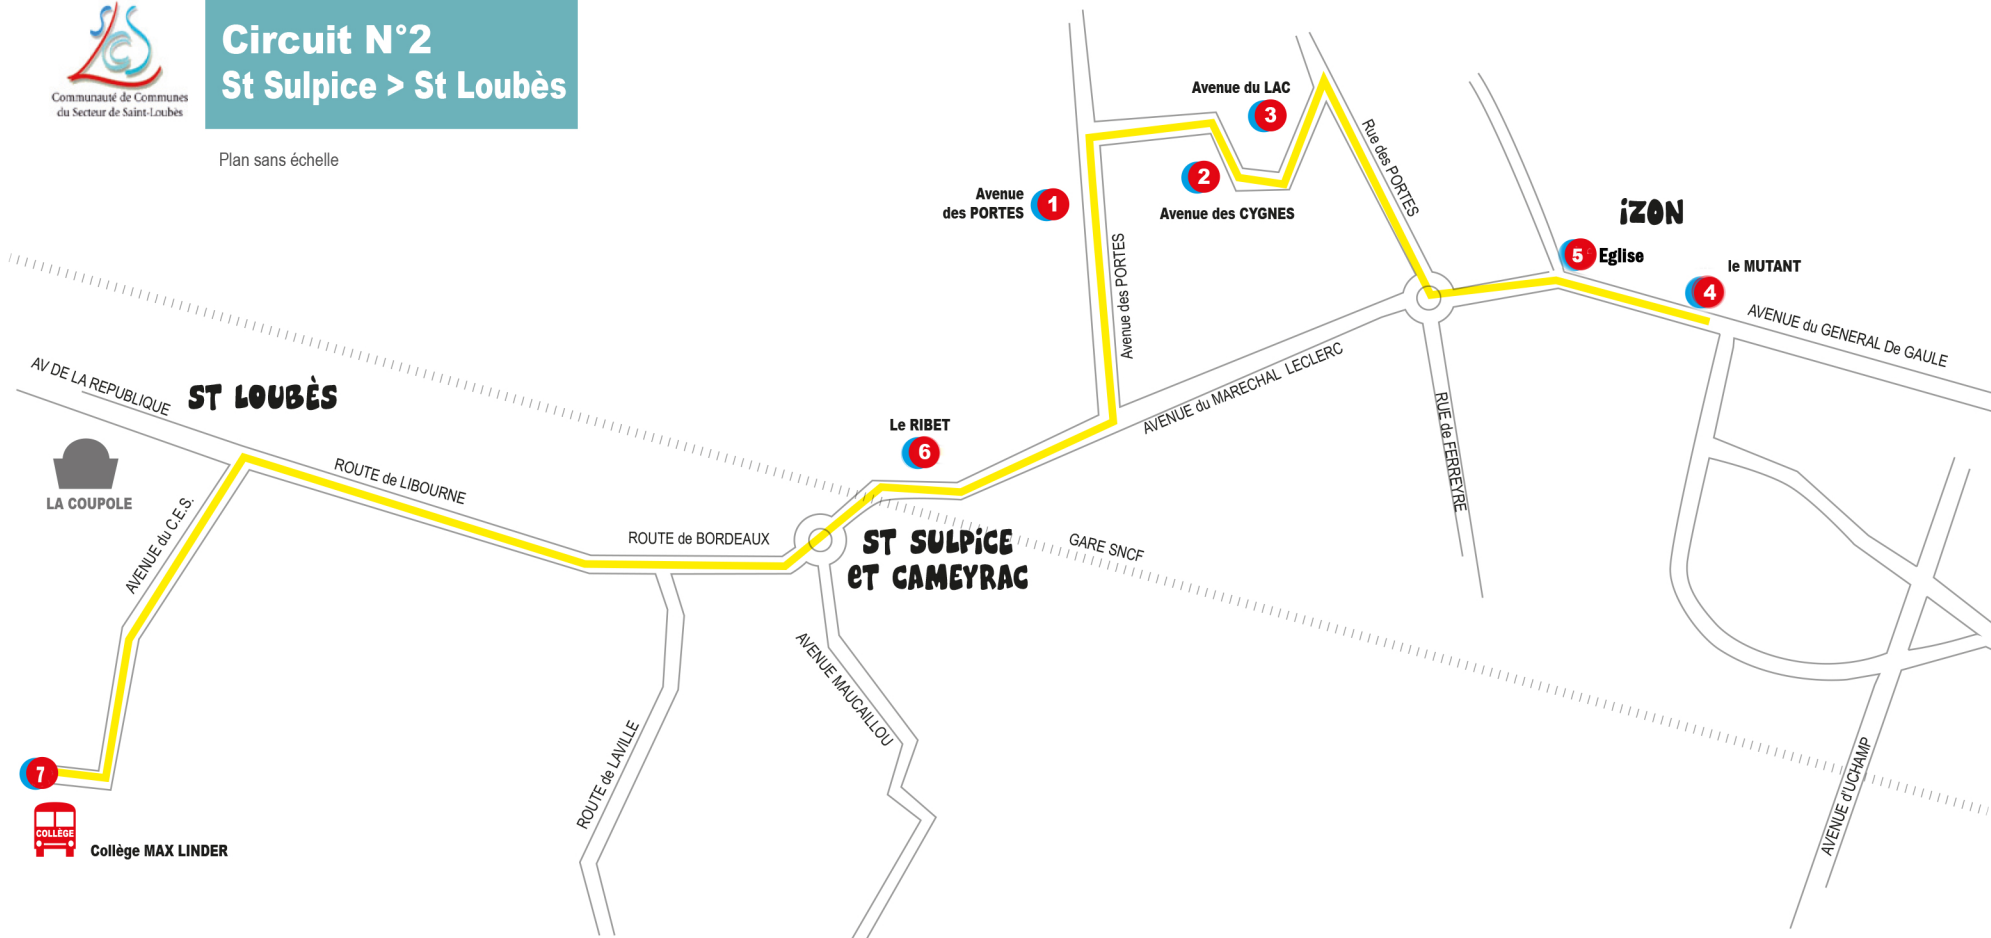 Communauté de Communes
du Secteur de Saint-Loubès
Circuit N°2
St Sulpice > St Loubès
Plan sans échelle
Avenue du LAC
3
2
Avenue des CYGNES
Avenue
des PORTES
1
Rue des PORTES
Avenue des PORTES
iZON
5
Eglise
le MUTANT
4
AVENUE du GENERAL De GAULE
AVENUE du MARECHAL LECLERC
RUE de FERREYRE
AV DE LA REPUBLIQUE
ST LOUBÈS
LA COUPOLE
ROUTE de LIBOURNE
AVENUE du C.E.S.
Le RIBET
6
ROUTE de BORDEAUX
ST SULPiCE
eT CAMEYRAC
GARE SNCF
AVENUE MAUCAILLOU
ROUTE de LAVILLE
AVENUE d'UCHAMP
7
COLLÈGE
Collège MAX LINDER